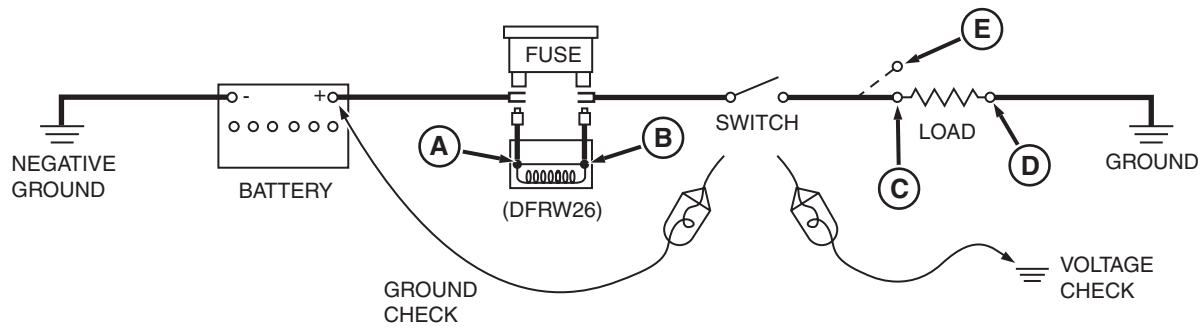 E
FUSE
-
+
SWITCH
LOAD
A
B
C
D
NEGATIVE
GROUND
BATTERY
(DFRW26)
GROUND
GROUND
CHECK
VOLTAGE
CHECK